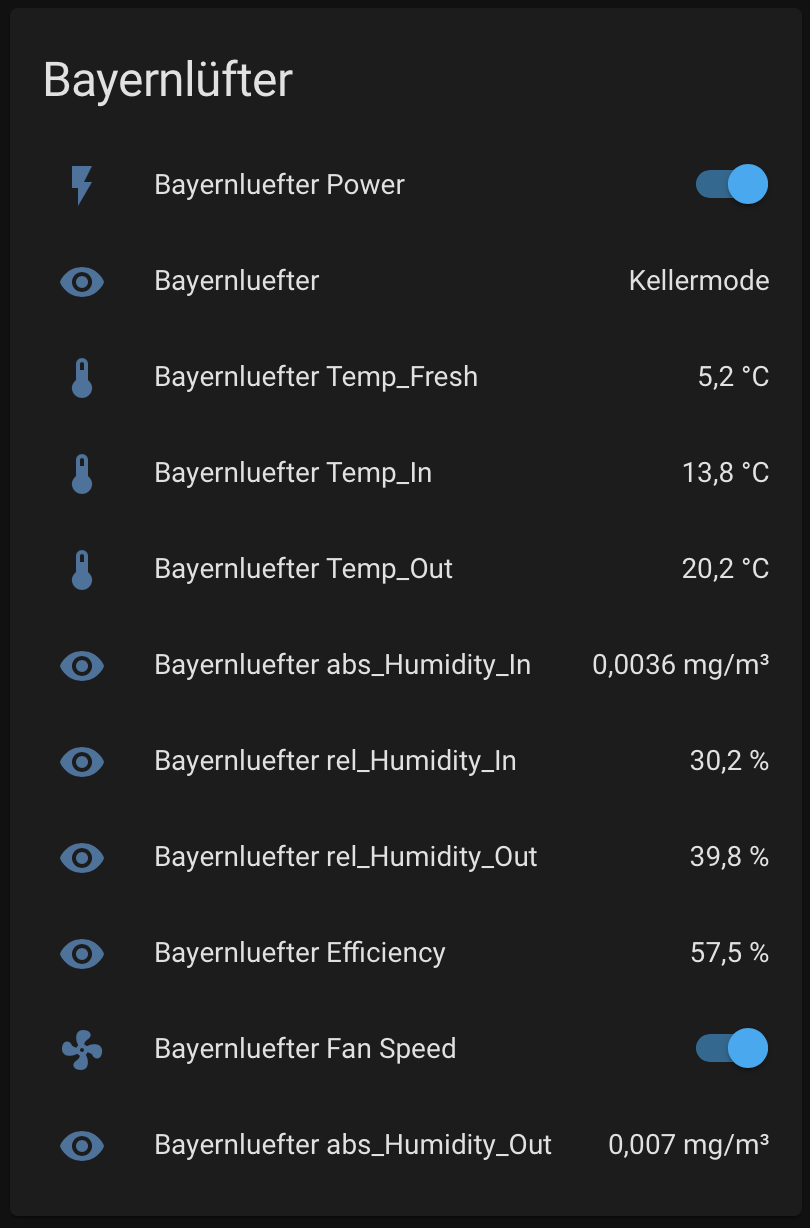 Bayernlüfter
Bayernluefter Power
Bayernluefter Kellermode
Bayernluefter Temp_Fresh 5,2 °C
Bayernluefter Temp_In 13,8 °C
Bayernluefter Temp_Out 20,2 °C
Bayernluefter abs_Humidity_In 0,0036 mg/m³
Bayernluefter rel_Humidity_In 30,2 %
Bayernluefter rel_Humidity_Out 39,8 %
Bayernluefter Efficiency 57,5 %
Bayernluefter Fan Speed
Bayernluefter abs_Humidity_Out 0,007 mg/m³